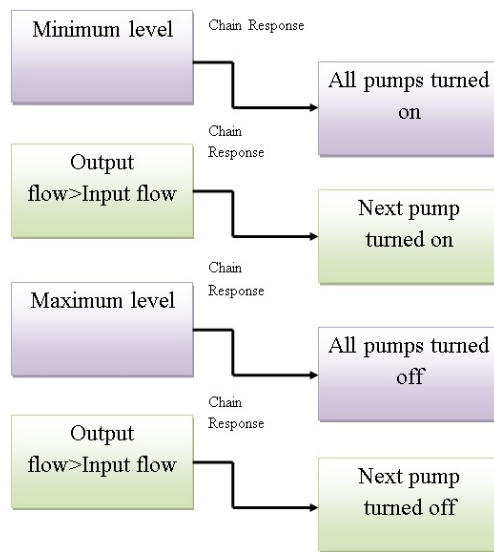 Minimum level
Chain Response
All pumps turned
on
Chain
Response
Output
flow>Input flow
Next pump
turned on
Chain
Response
Maximum level
All pumps turned
off
Chain
Response
Output
flow>Input flow
Next pump
turned off